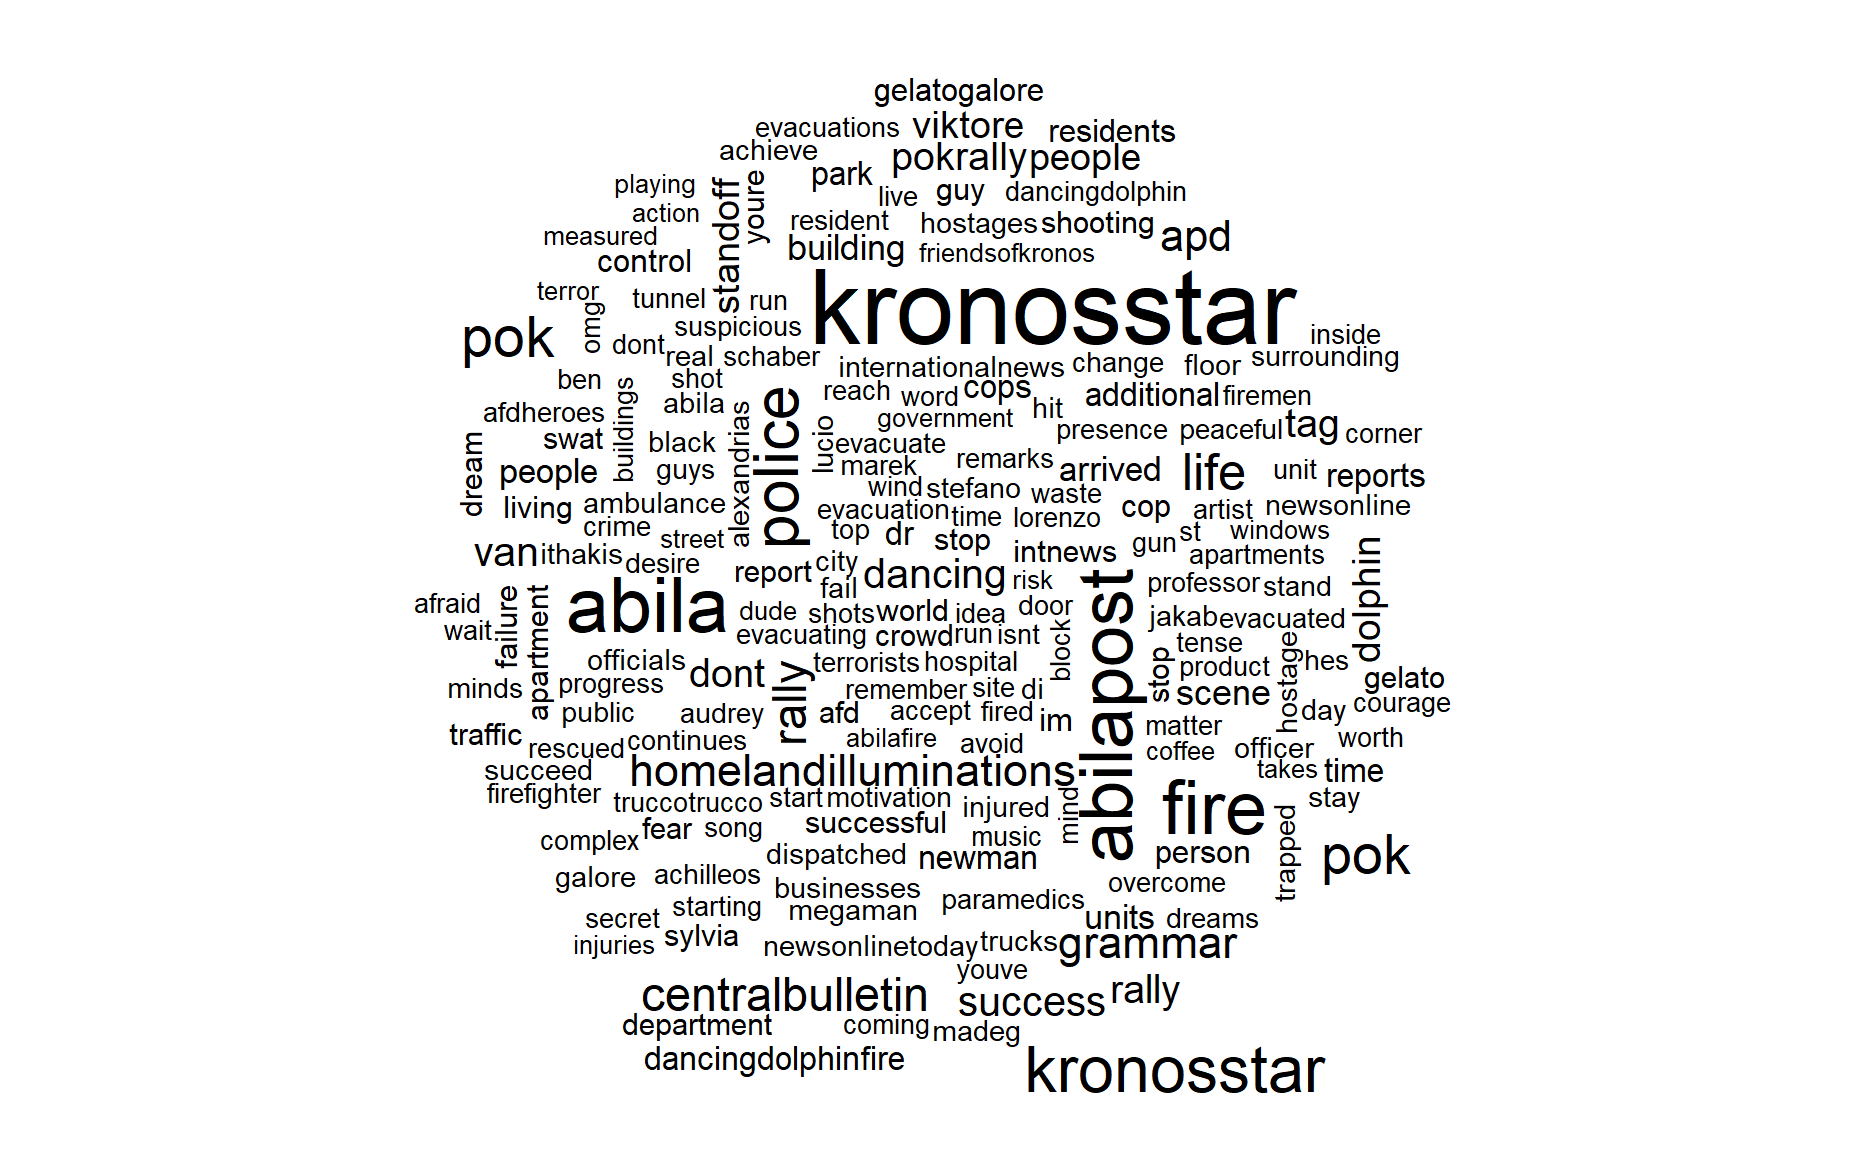 gelatogalore
evacuations viktore residents
achieve pokrally people
playing standoff youre park live guy dancingdolphin
action resident hostages shooting apd
measured control building friendsofkronos
terror tunnel run kronosstar
pok omg dont suspicious inside
real schaber internationalnews change floor surrounding
ben shot reach word cops additional firemen
afdheroes buildings abila alexandrias police lucio government hit tag
dream swat black evacuate presence peaceful corner
people guys marek remarks arrived life unit reports
living ambulance wind stefano waste cop artist newsonline
crime street evacuation time lorenzo st windows
van ithakis desire top dr stop intnews gun apartments dolphin
report city dancing risk professor stand
afraid failure apartment abila fail abilapost
wait dude shots world idea door jakab evacuated
evacuating crowd run isnt block tense
officials dont rally terrorists hospital stop product hostage hes
minds progress remember site di scene gelato
public audrey afd accept fired im matter day courage
traffic rescued continues abilafire avoid coffee officer worth
succeed homelandilluminations takes time
firefighter truccotrucco start motivation injured mind fire trapped stay
complex fear song successful music
dispatched newman person pok
galore achilleos businesses overcome
secret starting megaman paramedics units dreams
injuries sylvia newsonlinetoday trucks grammar
youve
centralbulletin success rally
department coming madeg
dancingdolphinfire kronosstar